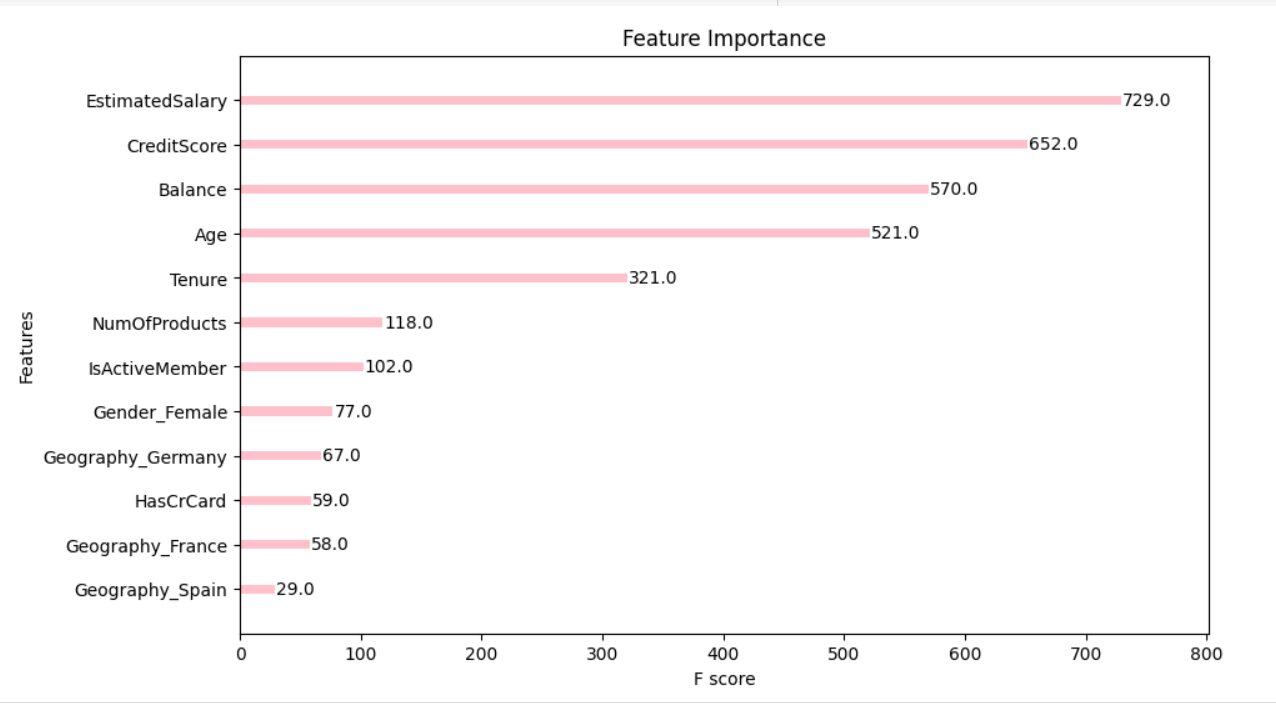 Feature Importance
EstimatedSalary 729.0
CreditScore 652.0
Balance 570.0
Age 521.0
Tenure 321.0
NumOfProducts 118.0
IsActiveMember 102.0
Gender_Female 77.0
Geography_Germany 67.0
HasCrCard 59.0
Geography_France 58.0
Geography_Spain 29.0
Features
0 100 200 300 400 500 600 700 800
F score